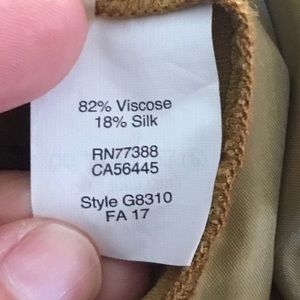 82% Viscose
18% Silk
RN77388
CA56445
Style G8310
FA 17